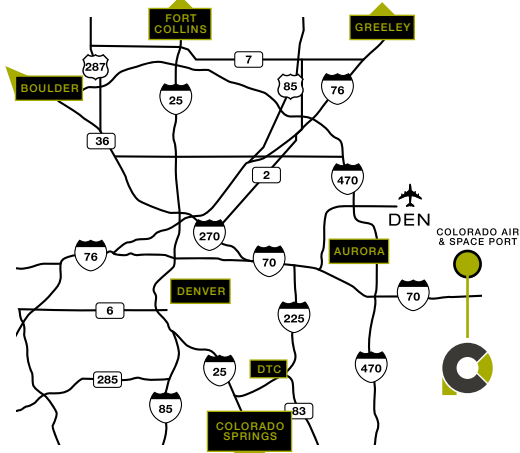 FORT
COLLINS
GREELEY
7
287
BOULDER
85
76
25
36
2
470
DEN
270
COLORADO AIR
& SPACE PORT
AURORA
76
70
DENVER
70
6
225
25
DTC
470
285
85
83
COLORADO
SPRINGS